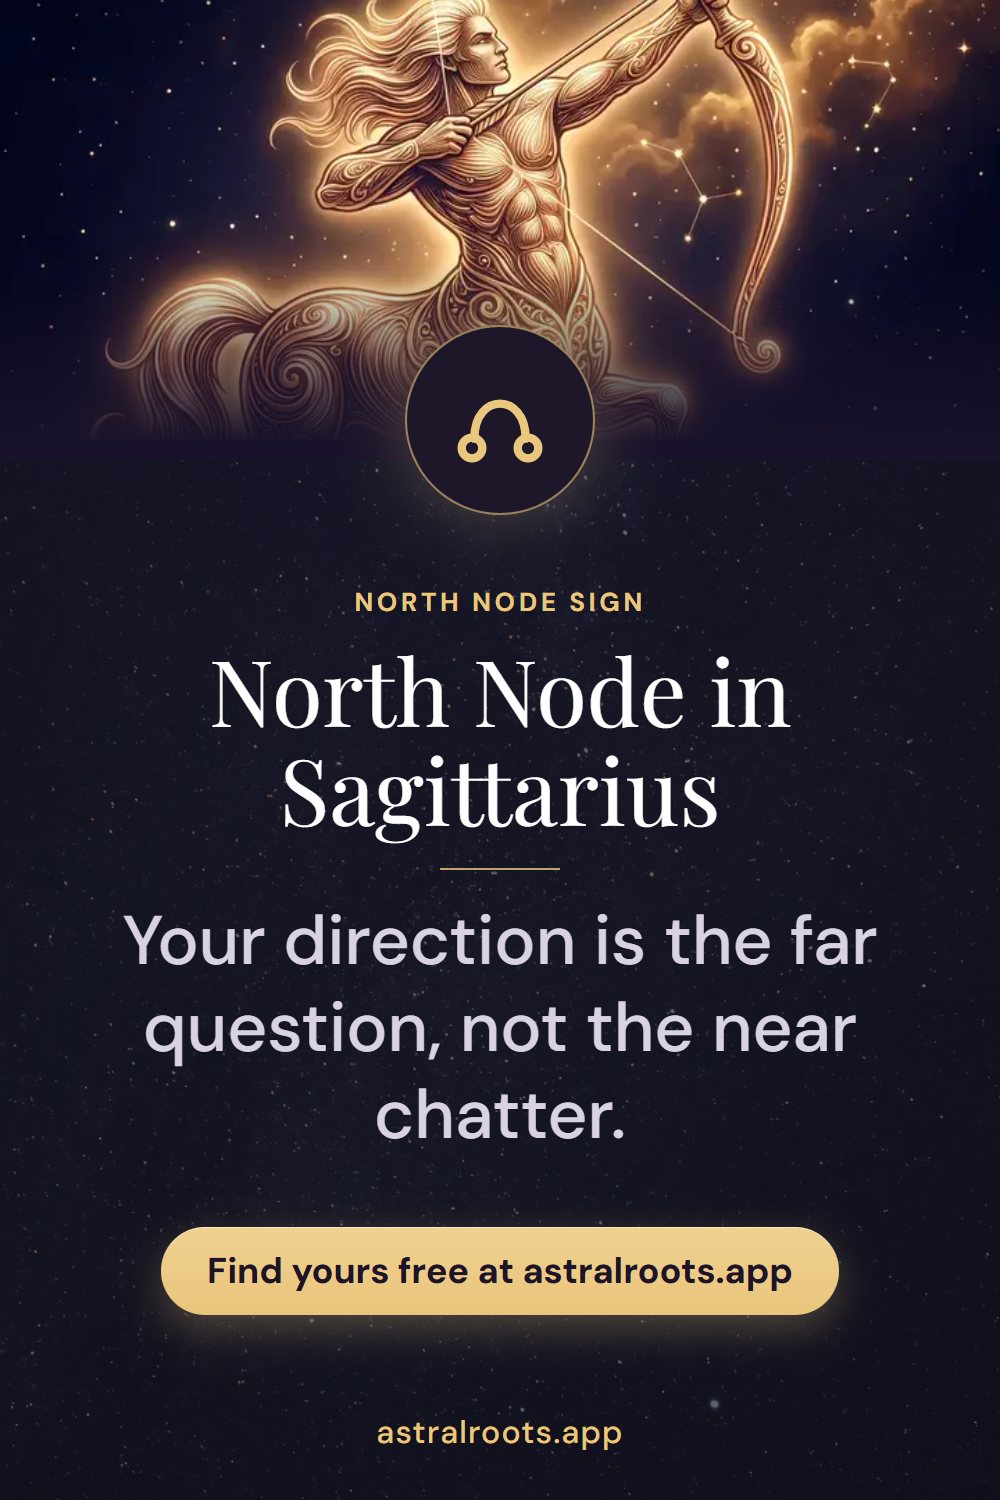 NORTH NODE SIGN
North Node in
Sagittarius
Your direction is the far
question, not the near
chatter.
Find yours free at astralroots.app
astralroots.app